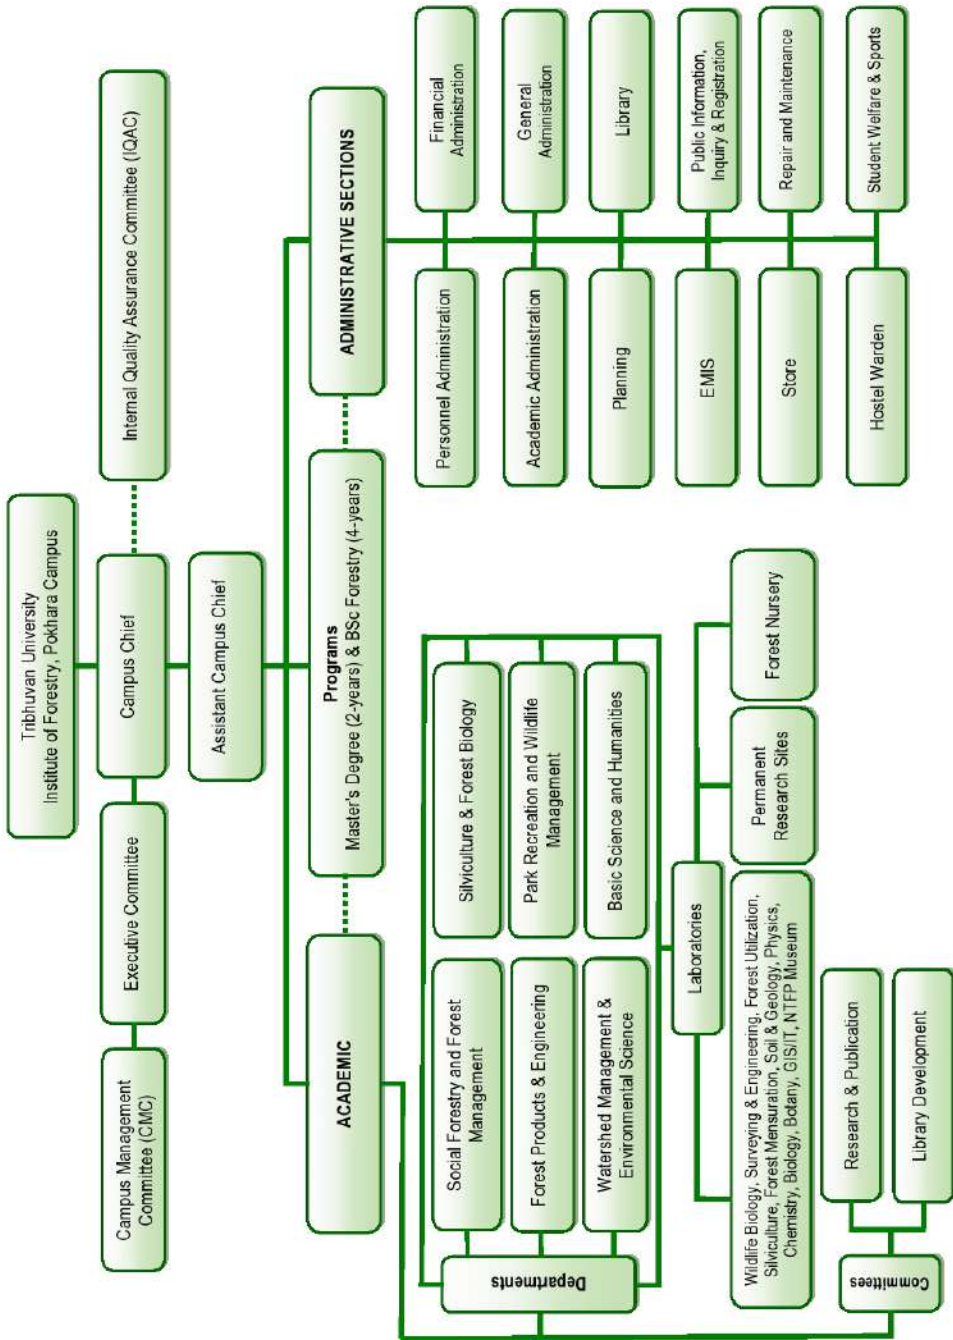 Tribhuvan University
Institute of Forestry, Pokhara Campus
Campus Management
Committee (CMC)
Executive Committee
Campus Chief
Internal Quality Assurance Committee (IQAC)
Assistant Campus Chief
ACADEMIC
Programs
Master's Degree (2-years) & BSc Forestry (4-years)
ADMINISTRATIVE SECTIONS
Departments
Social Forestry and Forest
Management
Silviculture & Forest Biology
Forest Products & Engineering
Park Recreation and Wildlife
Management
Watershed Management &
Environmental Science
Basic Science and Humanities
Laboratories
Wildlife Biology, Surveying & Engineering, Forest Utilization,
Silviculture, Forest Mensuration, Soil & Geology, Physics,
Chemistry, Biology, Botany, GIS/IT, NTFP Museum
Permanent
Research Sites
Forest Nursery
Committees
Research & Publication
Library Development
Personnel Administration
Financial
Administration
Academic Administration
General
Administration
Planning
Library
EMIS
Public Information,
Inquiry & Registration
Store
Repair and Maintenance
Hostel Warden
Student Welfare & Sports